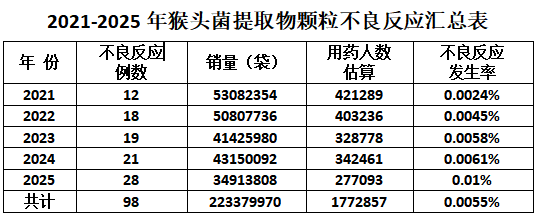 2021-2025 年猴头菌提取物颗粒不良反应汇总表
年 份 不良反应例数 销量（袋） 用药人数估算 不良反应发生率
2021 12 53082354 421289 0.0024%
2022 18 50807736 403236 0.0045%
2023 19 41425980 328778 0.0058%
2024 21 43150092 342461 0.0061%
2025 28 34913808 277093 0.01%
共计 98 223379970 1772857 0.0055%